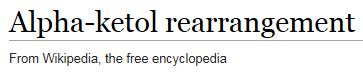 Alpha-ketol rearrangement
From Wikipedia, the free encyclopedia